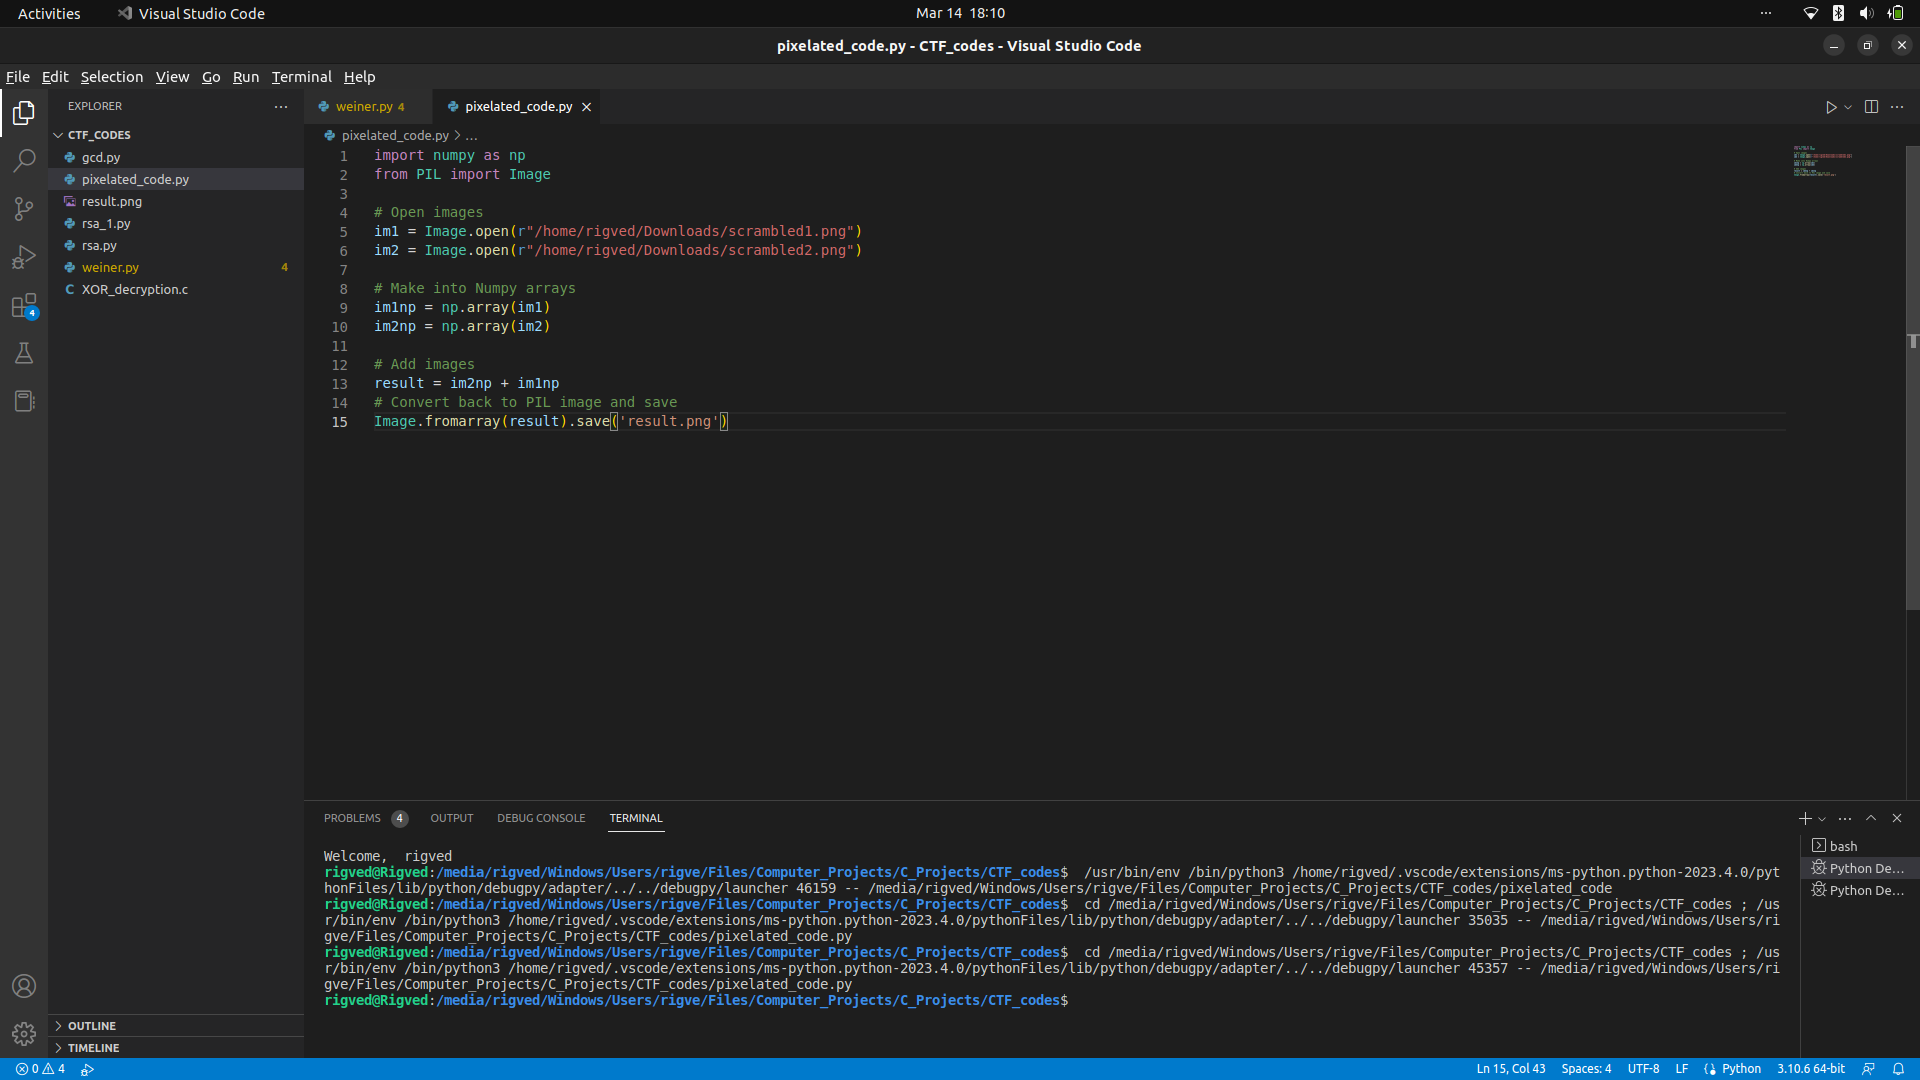 Activities
Visual Studio Code
Mar 14 18:10
pixelated_code.py - CTF_codes - Visual Studio Code
File Edit Selection View Go Run Terminal Help
EXPLORER
CTF_CODES
gcd.py
pixelated_code.py
result.png
rsa_1.py
rsa.py
weiner.py 4
XOR_decryption.c
4
OUTLINE
TIMELINE
weiner.py 4
pixelated_code.py
pixelated_code.py > ...
1 import numpy as np
2 from PIL import Image
3
4 # Open images
5 im1 = Image.open(r"/home/rigved/Downloads/scrambled1.png")
6 im2 = Image.open(r"/home/rigved/Downloads/scrambled2.png")
7
8 # Make into Numpy arrays
9 im1np = np.array(im1)
10 im2np = np.array(im2)
11
12 # Add images
13 result = im2np + im1np
14 # Convert back to PIL image and save
15 Image.fromarray(result).save('result.png')
PROBLEMS 4 OUTPUT DEBUG CONSOLE TERMINAL
Welcome,  rigved
rigved@Rigved:/media/rigved/Windows/Users/rigve/Files/Computer_Projects/C_Projects/CTF_codes$  /usr/bin/env /bin/python3 /home/rigved/.vscode/extensions/ms-python.python-2023.4.0/pyt
honFiles/lib/python/debugpy/adapter/../../debugpy/launcher 46159 -- /media/rigved/Windows/Users/rigve/Files/Computer_Projects/C_Projects/CTF_codes/pixelated_code
rigved@Rigved:/media/rigved/Windows/Users/rigve/Files/Computer_Projects/C_Projects/CTF_codes$  cd /media/rigved/Windows/Users/rigve/Files/Computer_Projects/C_Projects/CTF_codes ; /us
r/bin/env /bin/python3 /home/rigved/.vscode/extensions/ms-python.python-2023.4.0/pythonFiles/lib/python/debugpy/adapter/../../debugpy/launcher 35035 -- /media/rigved/Windows/Users/ri
gve/Files/Computer_Projects/C_Projects/CTF_codes/pixelated_code.py
rigved@Rigved:/media/rigved/Windows/Users/rigve/Files/Computer_Projects/C_Projects/CTF_codes$  cd /media/rigved/Windows/Users/rigve/Files/Computer_Projects/C_Projects/CTF_codes ; /us
r/bin/env /bin/python3 /home/rigved/.vscode/extensions/ms-python.python-2023.4.0/pythonFiles/lib/python/debugpy/adapter/../../debugpy/launcher 45357 -- /media/rigved/Windows/Users/ri
gve/Files/Computer_Projects/C_Projects/CTF_codes/pixelated_code.py
rigved@Rigved:/media/rigved/Windows/Users/rigve/Files/Computer_Projects/C_Projects/CTF_codes$
bash
Python De...
Python De...
0 4
Ln 15, Col 43 Spaces: 4 UTF-8 LF Python 3.10.6 64-bit